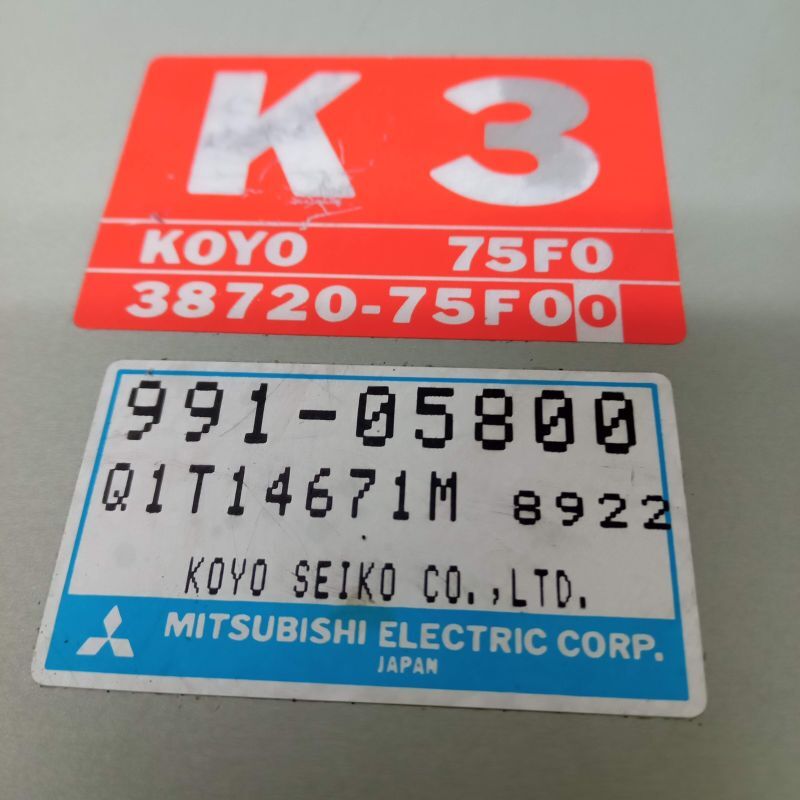 K 3
KOYO 75F0
38720-75F00
991-05800
Q1T14671M 8922
KOYO SEIKO CO.,LTD.
MITSUBISHI ELECTRIC CORP.
JAPAN